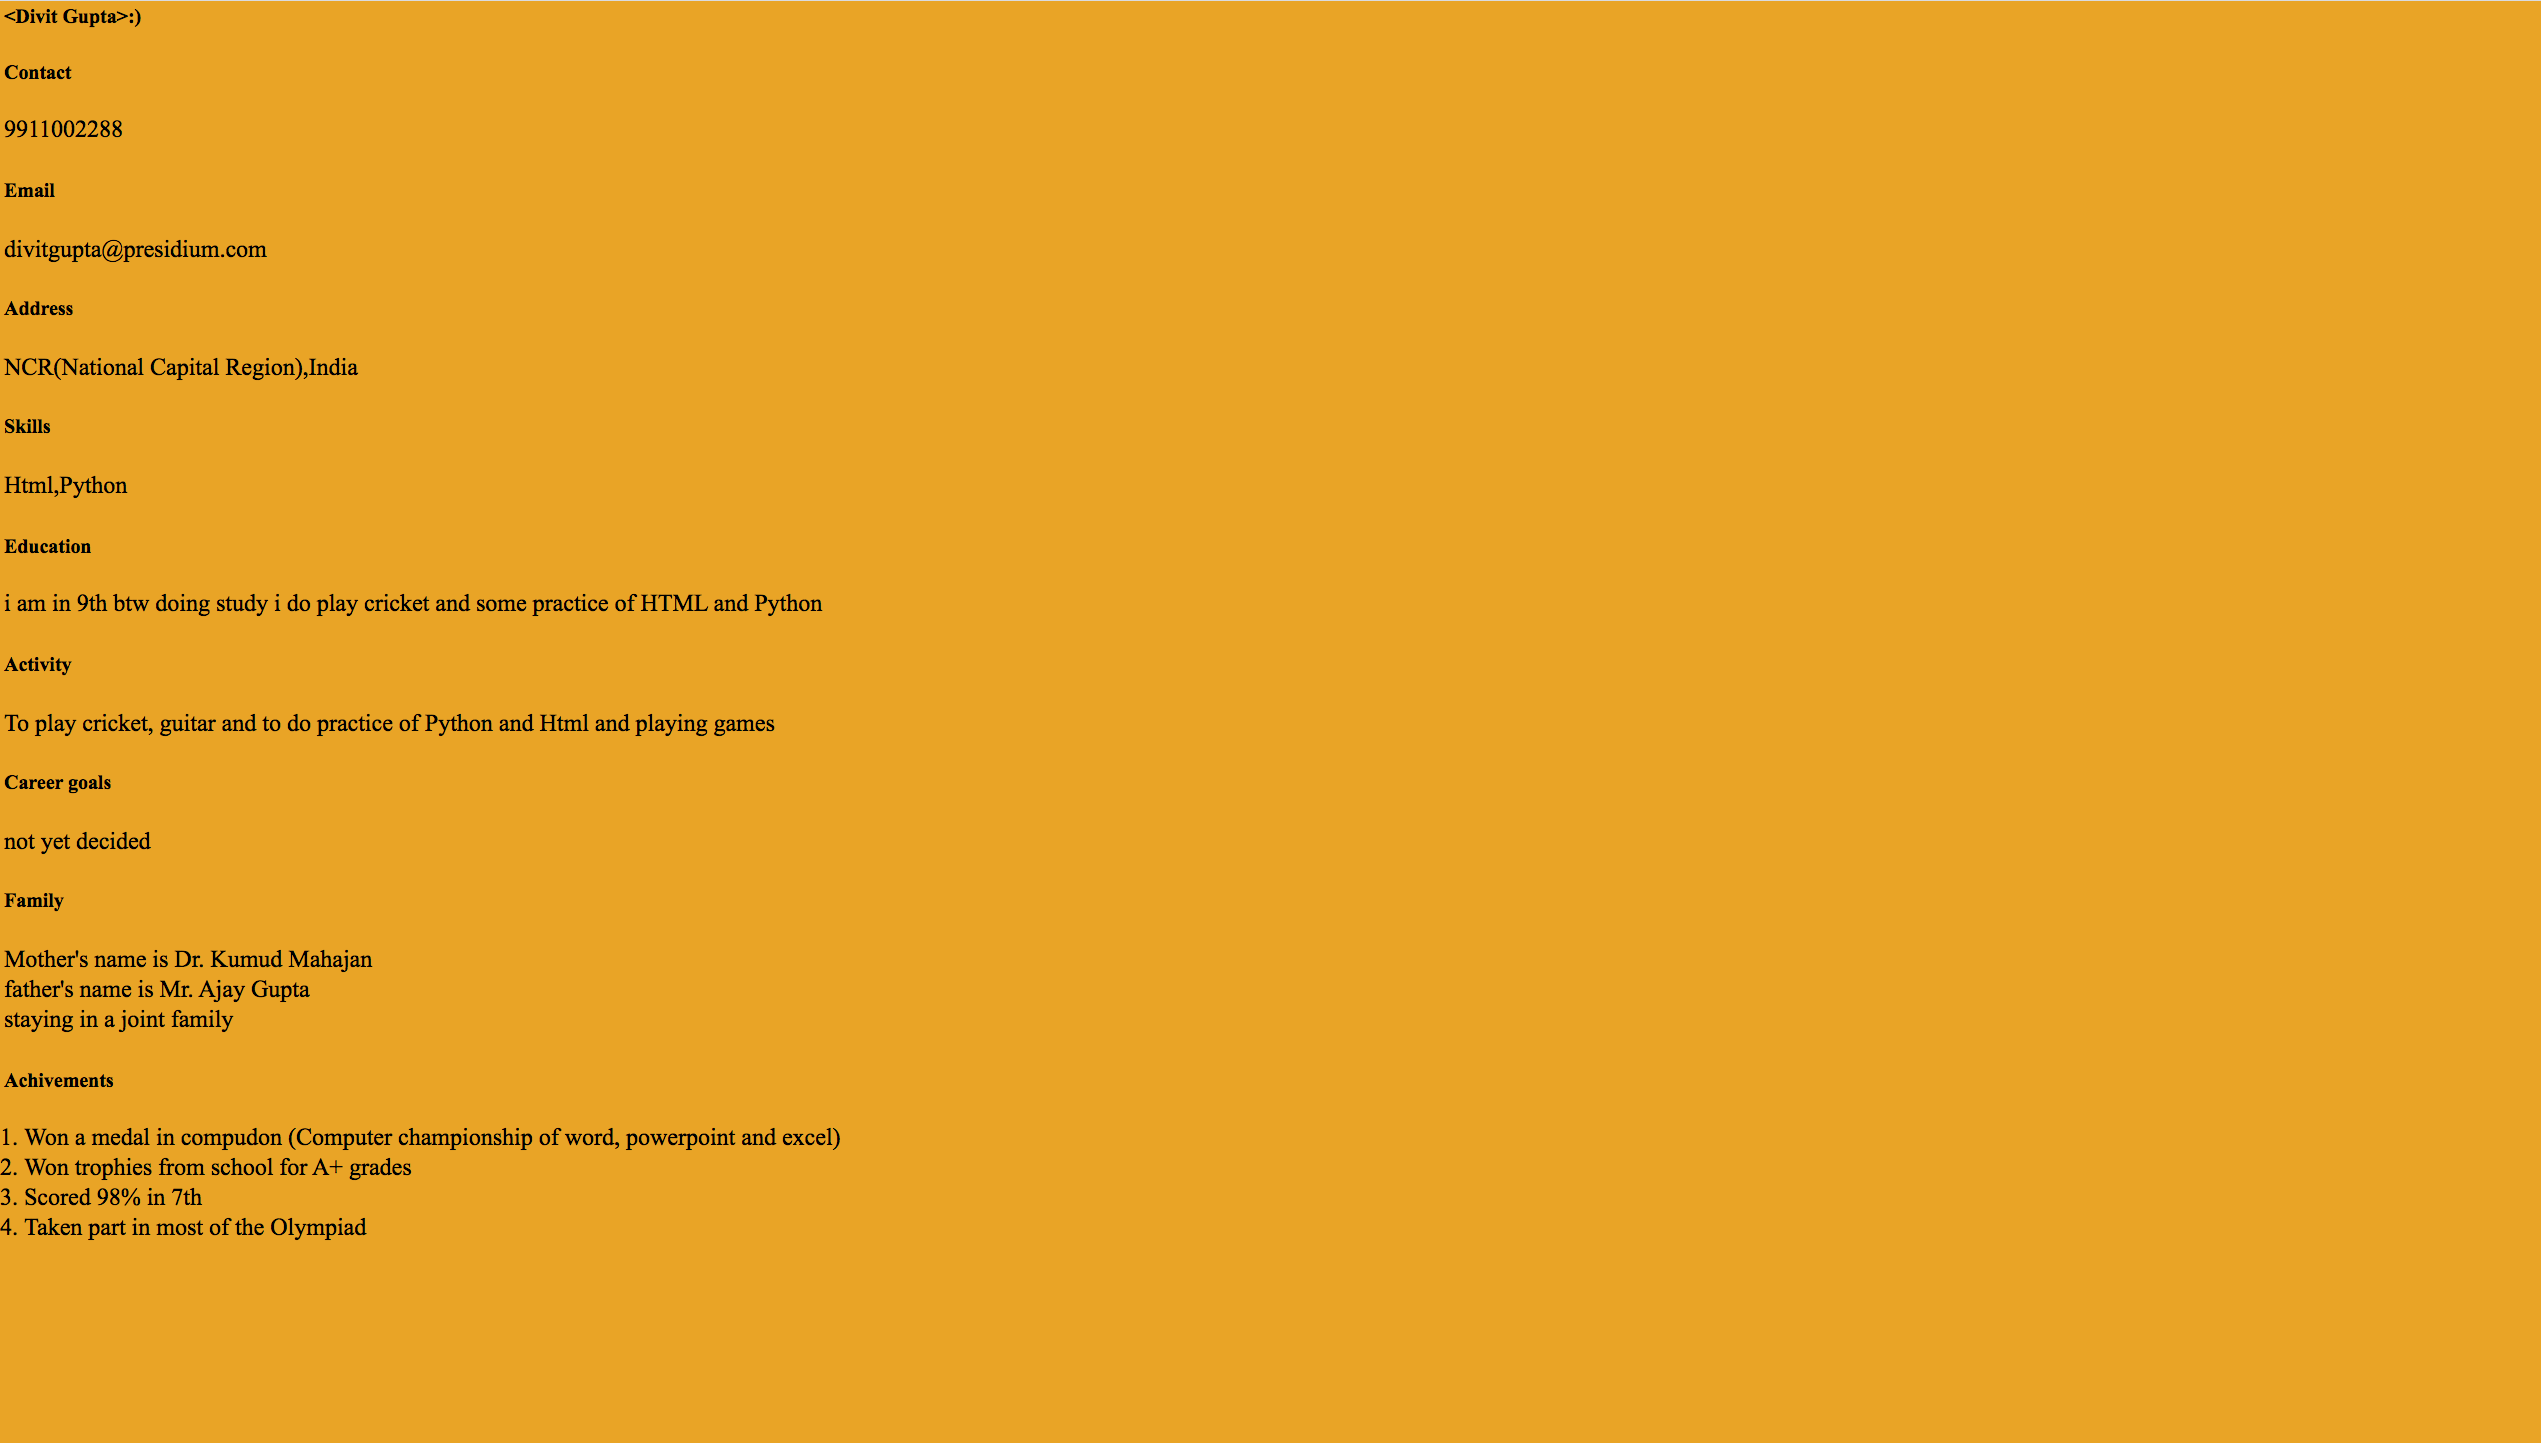 <Divit Gupta>:)
Contact
9911002288
Email
divitgupta@presidium.com
Address
NCR(National Capital Region),India
Skills
Html,Python
Education
i am in 9th btw doing study i do play cricket and some practice of HTML and Python
Activity
To play cricket, guitar and to do practice of Python and Html and playing games
Career goals
not yet decided
Family
Mother's name is Dr. Kumud Mahajan
father's name is Mr. Ajay Gupta
staying in a joint family
Achivements
1. Won a medal in compudon (Computer championship of word, powerpoint and excel)
2. Won trophies from school for A+ grades
3. Scored 98% in 7th
4. Taken part in most of the Olympiad